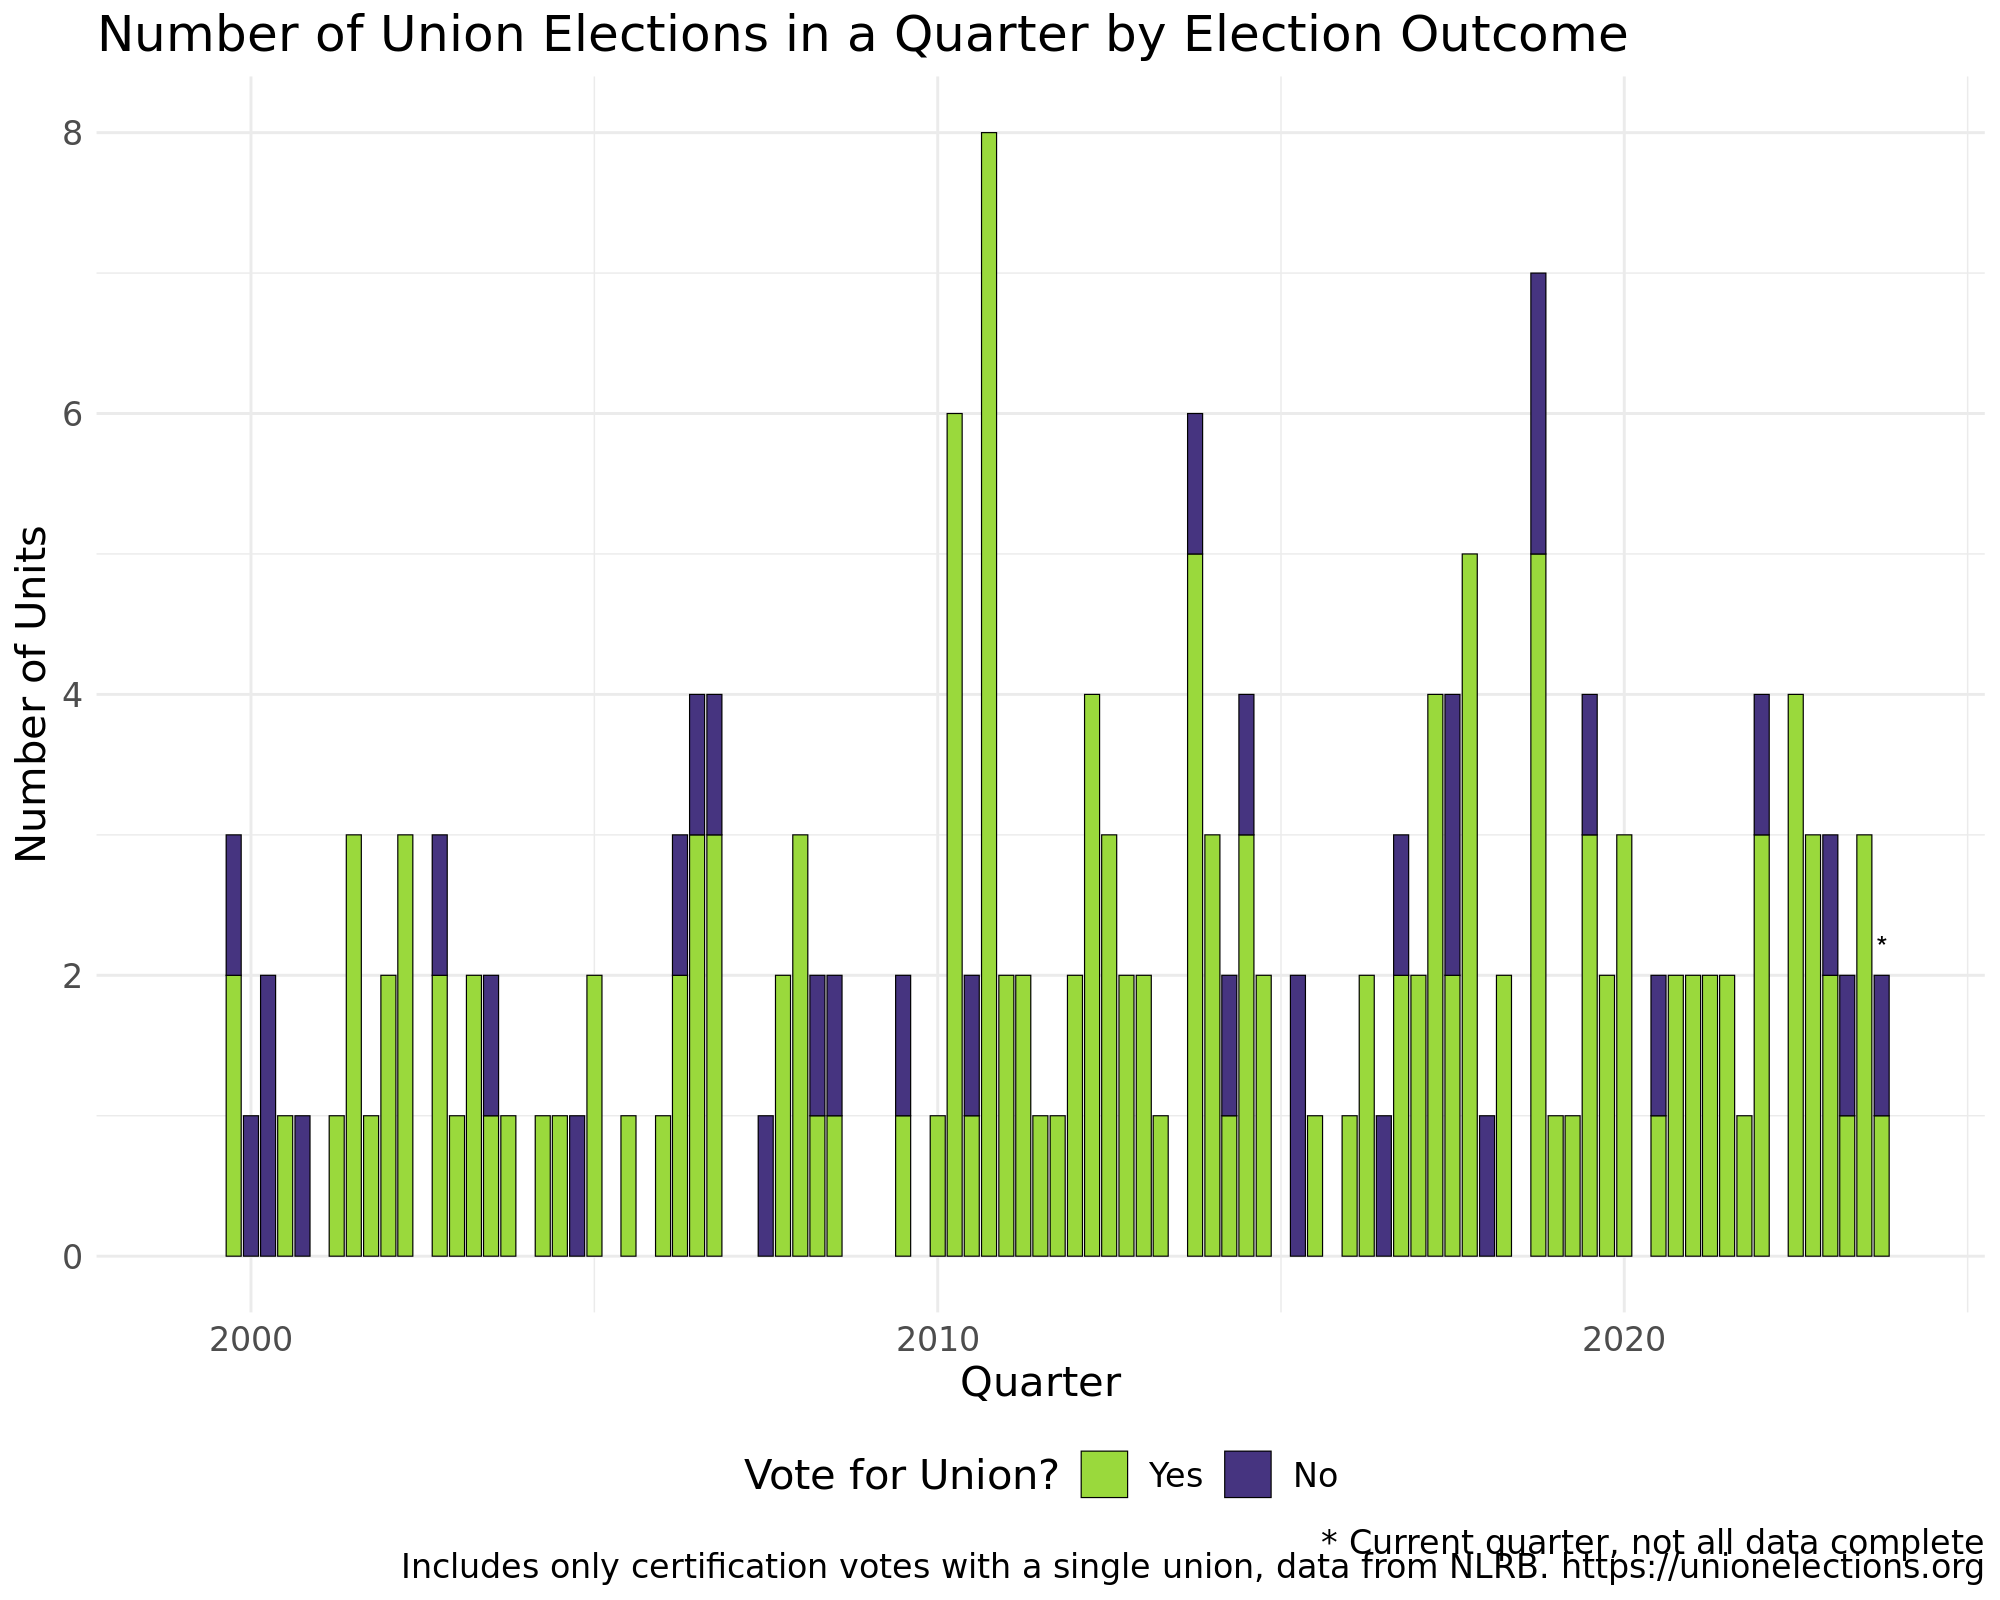 Number of Union Elections in a Quarter by Election Outcome
Number of Units
8
6
4
2
0
*
2000 2010 2020
Quarter
Vote for Union? Yes No
* Current quarter, not all data complete
Includes only certification votes with a single union, data from NLRB. https://unionelections.org